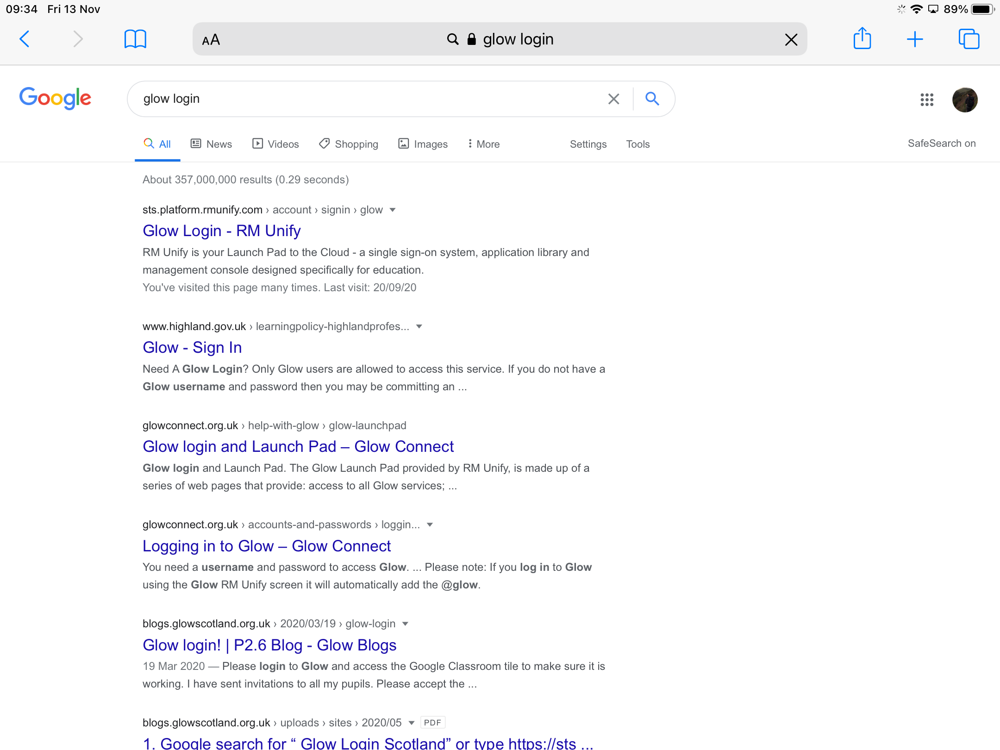 09:34 Fri 13 Nov 89%
AA glow login
Google glow login
All News Videos Shopping Images More Settings Tools SafeSearch on
About 357,000,000 results (0.29 seconds)
sts.platform.rmunify.com › account › signin › glow
Glow Login - RM Unify
RM Unify is your Launch Pad to the Cloud - a single sign-on system, application library and
management console designed specifically for education.
You've visited this page many times. Last visit: 20/09/20
www.highland.gov.uk › learningpolicy-highlandprofes...
Glow - Sign In
Need A Glow Login? Only Glow users are allowed to access this service. If you do not have a
Glow username and password then you may be committing an ...
glowconnect.org.uk › help-with-glow › glow-launchpad
Glow login and Launch Pad – Glow Connect
Glow login and Launch Pad. The Glow Launch Pad provided by RM Unify, is made up of a
series of web pages that provide: access to all Glow services; ...
glowconnect.org.uk › accounts-and-passwords › loggin...
Logging in to Glow – Glow Connect
You need a username and password to access Glow. ... Please note: If you log in to Glow
using the Glow RM Unify screen it will automatically add the @glow.
blogs.glowscotland.org.uk › 2020/03/19 › glow-login
Glow login! | P2.6 Blog - Glow Blogs
19 Mar 2020 — Please login to Glow and access the Google Classroom tile to make sure it is
working. I have sent invitations to all my pupils. Please accept the ...
blogs.glowscotland.org.uk › uploads › sites › 2020/05 PDF
1. Google search for “ Glow Login Scotland” or type https://sts ...